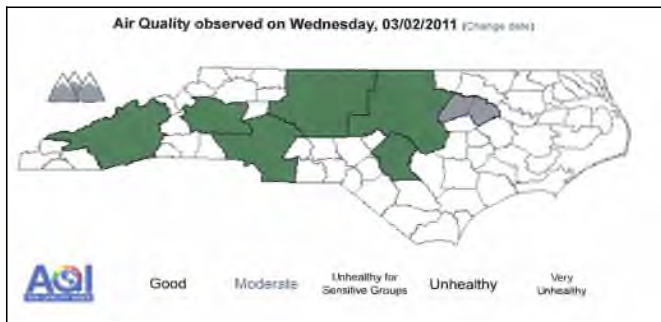 Air Quality observed on Wednesday, 03/02/2011 (Change date)
AQI
Good
Moderate
Unhealthy for
Sensitive Groups
Unhealthy
Very
Unhealthy